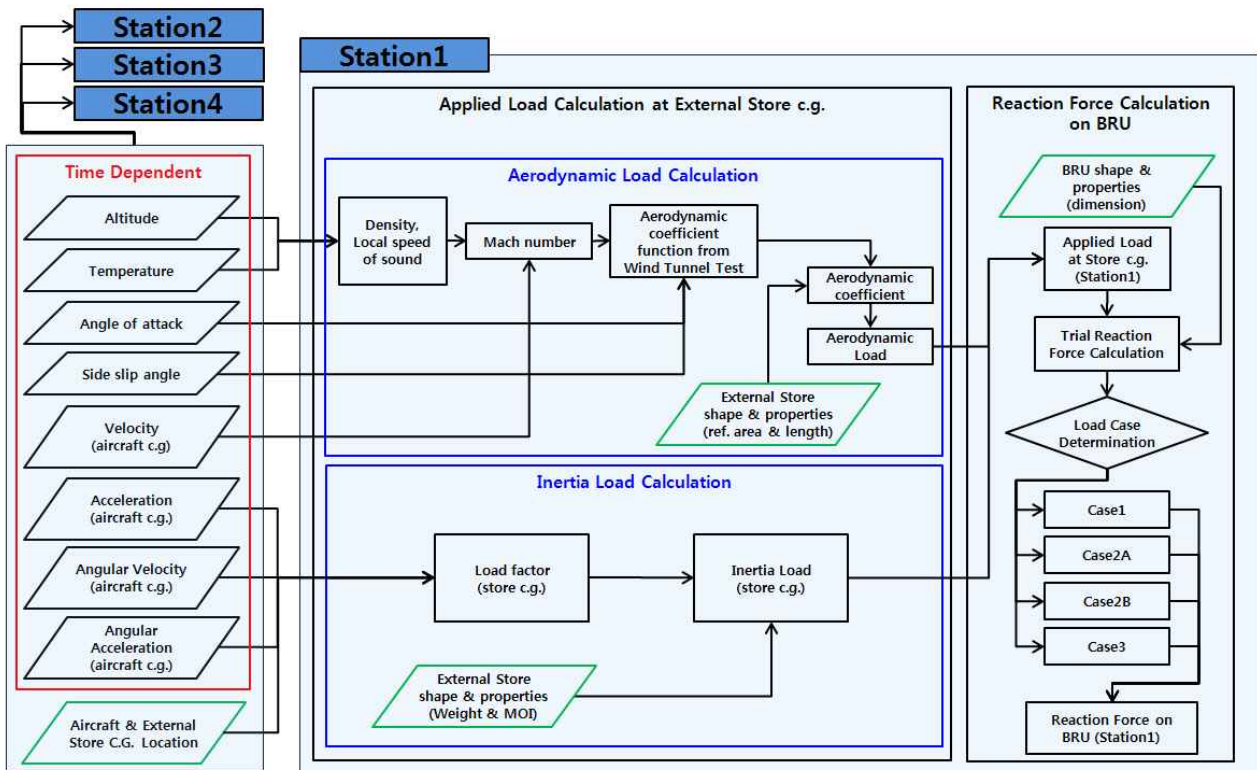 Station2
Station3
Station4
Time Dependent
Altitude
Temperature
Angle of attack
Side slip angle
Velocity
(aircraft c.g)
Acceleration
(aircraft c.g.)
Angular Velocity
(aircraft c.g.)
Angular
Acceleration
(aircraft c.g.)
Aircraft & External
Store C.G. Location
Station1
Applied Load Calculation at External Store c.g.
Aerodynamic Load Calculation
Density,
Local speed
of sound
Mach number
Aerodynamic
coefficient
function from
Wind Tunnel Test
Aerodynamic
coefficient
Aerodynamic
Load
External Store
shape & properties
(ref. area & length)
Inertia Load Calculation
Load factor
(store c.g.)
Inertia Load
(store c.g.)
External Store
shape & properties
(Weight & MOI)
Reaction Force Calculation
on BRU
BRU shape &
properties
(dimension)
Applied Load
at Store c.g.
(Station1)
Trial Reaction
Force Calculation
Load Case
Determination
Case1
Case2A
Case2B
Case3
Reaction Force on
BRU (Station1)